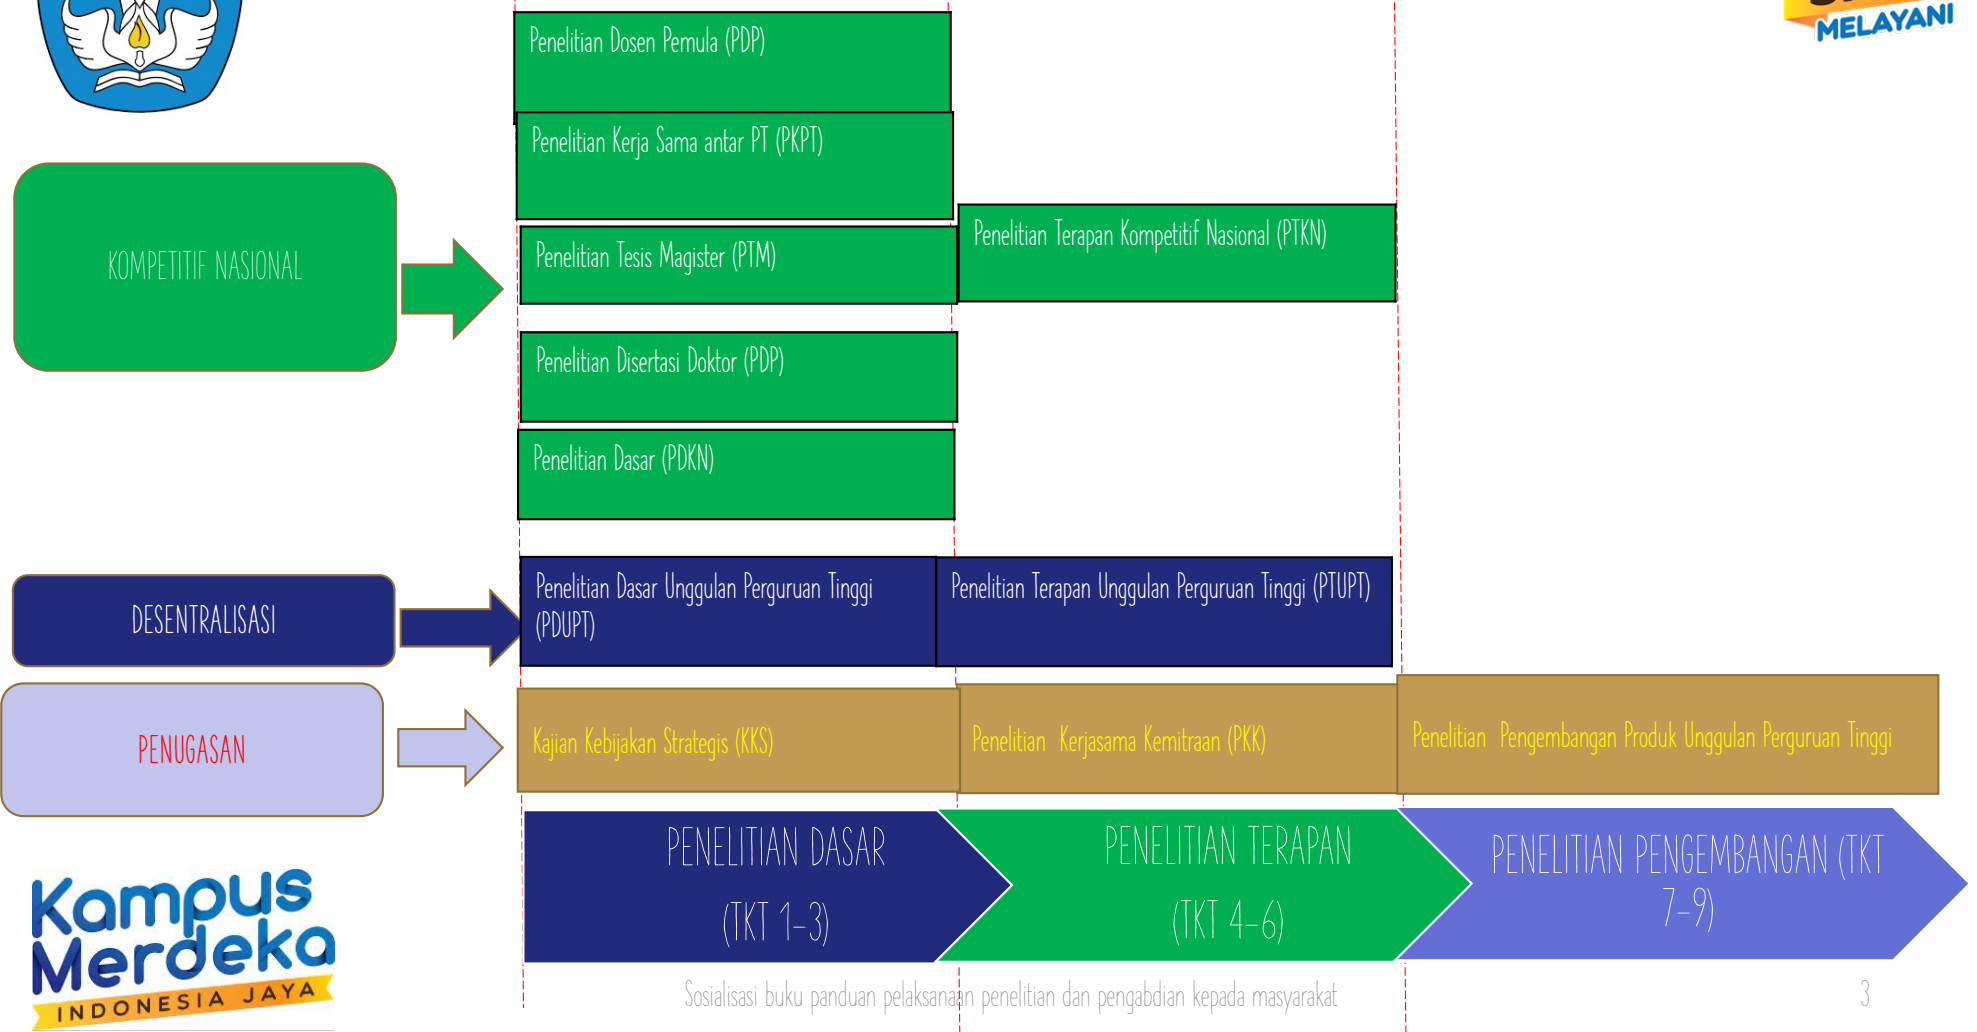 MELAYANI
Penelitian Dosen Pemula (PDP)
Penelitian Kerja Sama antar PT (PKPT)
KOMPETITIF NASIONAL
Penelitian Tesis Magister (PTM)
Penelitian Terapan Kompetitif Nasional (PTKN)
Penelitian Disertasi Doktor (PDP)
Penelitian Dasar (PDKN)
DESENTRALISASI
Penelitian Dasar Unggulan Perguruan Tinggi
(PDUPT)
Penelitian Terapan Unggulan Perguruan Tinggi (PTUPT)
PENUGASAN
Kajian Kebijakan Strategis (KKS)
Penelitian Kerjasama Kemitraan (PKK)
Penelitian Pengembangan Produk Unggulan Perguruan Tinggi
PENELITIAN DASAR
(TKT 1-3)
PENELITIAN TERAPAN
(TKT 4-6)
PENELITIAN PENGEMBANGAN (TKT
7-9)
Kampus
Merdeka
INDONESIA JAYA
Sosialisasi buku panduan pelaksanaan penelitian dan pengabdian kepada masyarakat
3